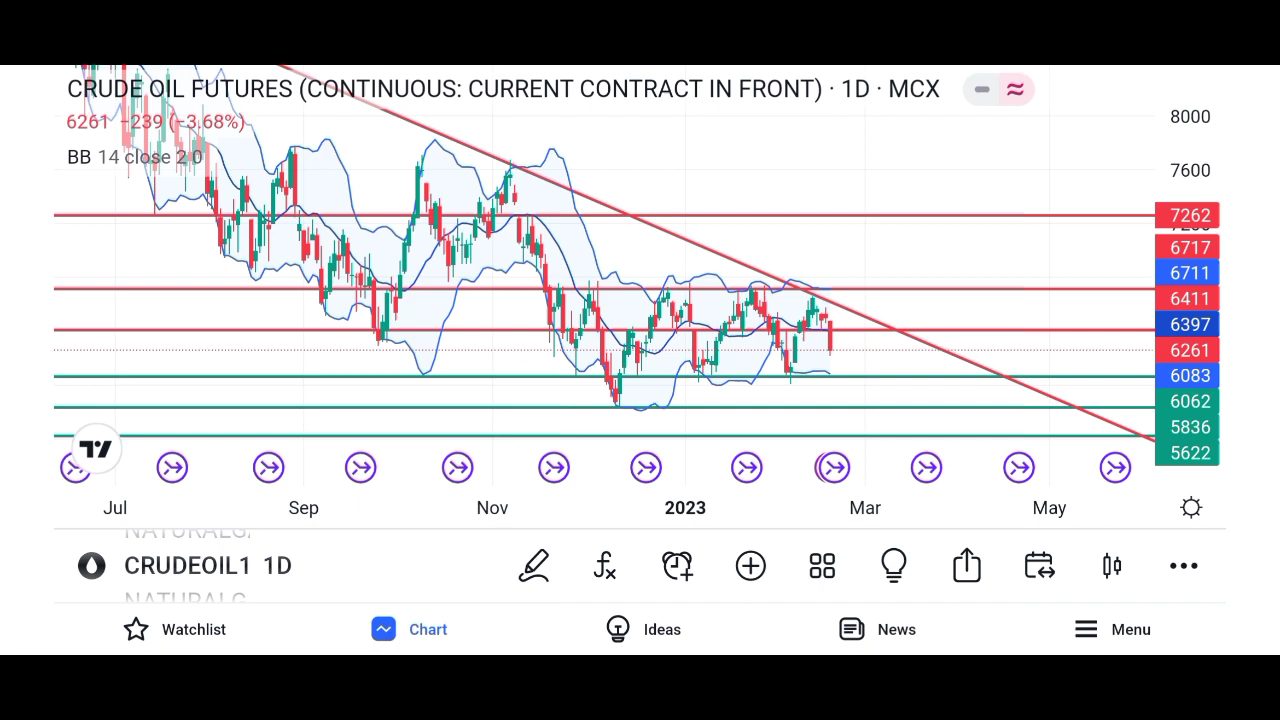 CRUDE OIL FUTURES (CONTINUOUS: CURRENT CONTRACT IN FRONT) · 1D · MCX
6261 −239 (−3.68%)
BB 14 close 2.0
8000
7600
7262
7200
6717
6711
6411
6397
6261
6083
6062
5836
5622
Jul Sep Nov 2023 Mar May
CRUDEOIL1 1D
Watchlist Chart Ideas News Menu